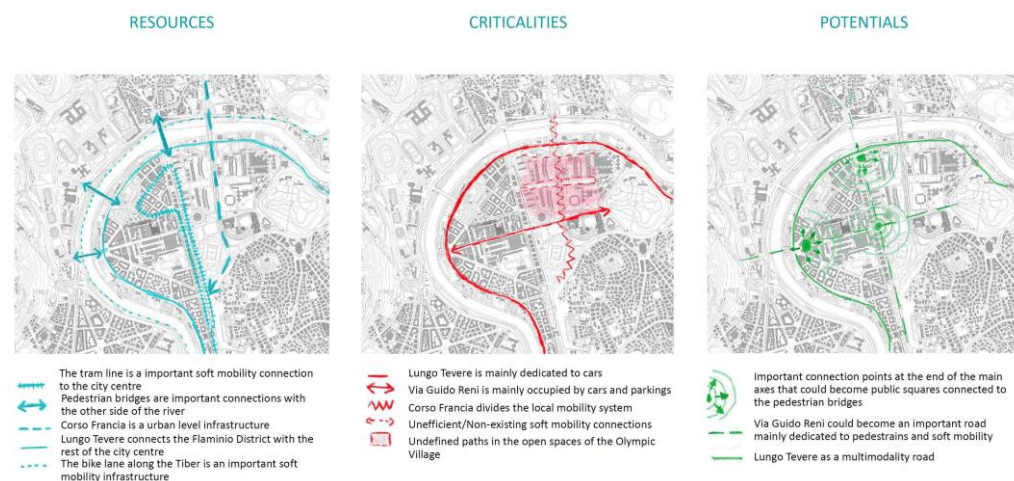 RESOURCES
CRITICALITIES
POTENTIALS
The tram line is a important soft mobility connection
to the city centre
Pedestrian bridges are important connections with
the other side of the river
Corso Francia is a urban level infrastructure
Lungo Tevere connects the Flaminio District with the
rest of the city centre
The bike lane along the Tiber is an important soft
mobility infrastructure
Lungo Tevere is mainly dedicated to cars
Via Guido Reni is mainly occupied by cars and parkings
Corso Francia divides the local mobility system
Unefficient/Non-existing soft mobility connections
Undefined paths in the open spaces of the Olympic
Village
Important connection points at the end of the main
axes that could become public squares connected to
the pedestrian bridges
Via Guido Reni could become an important road
mainly dedicated to pedestrains and soft mobility
Lungo Tevere as a multimodality road